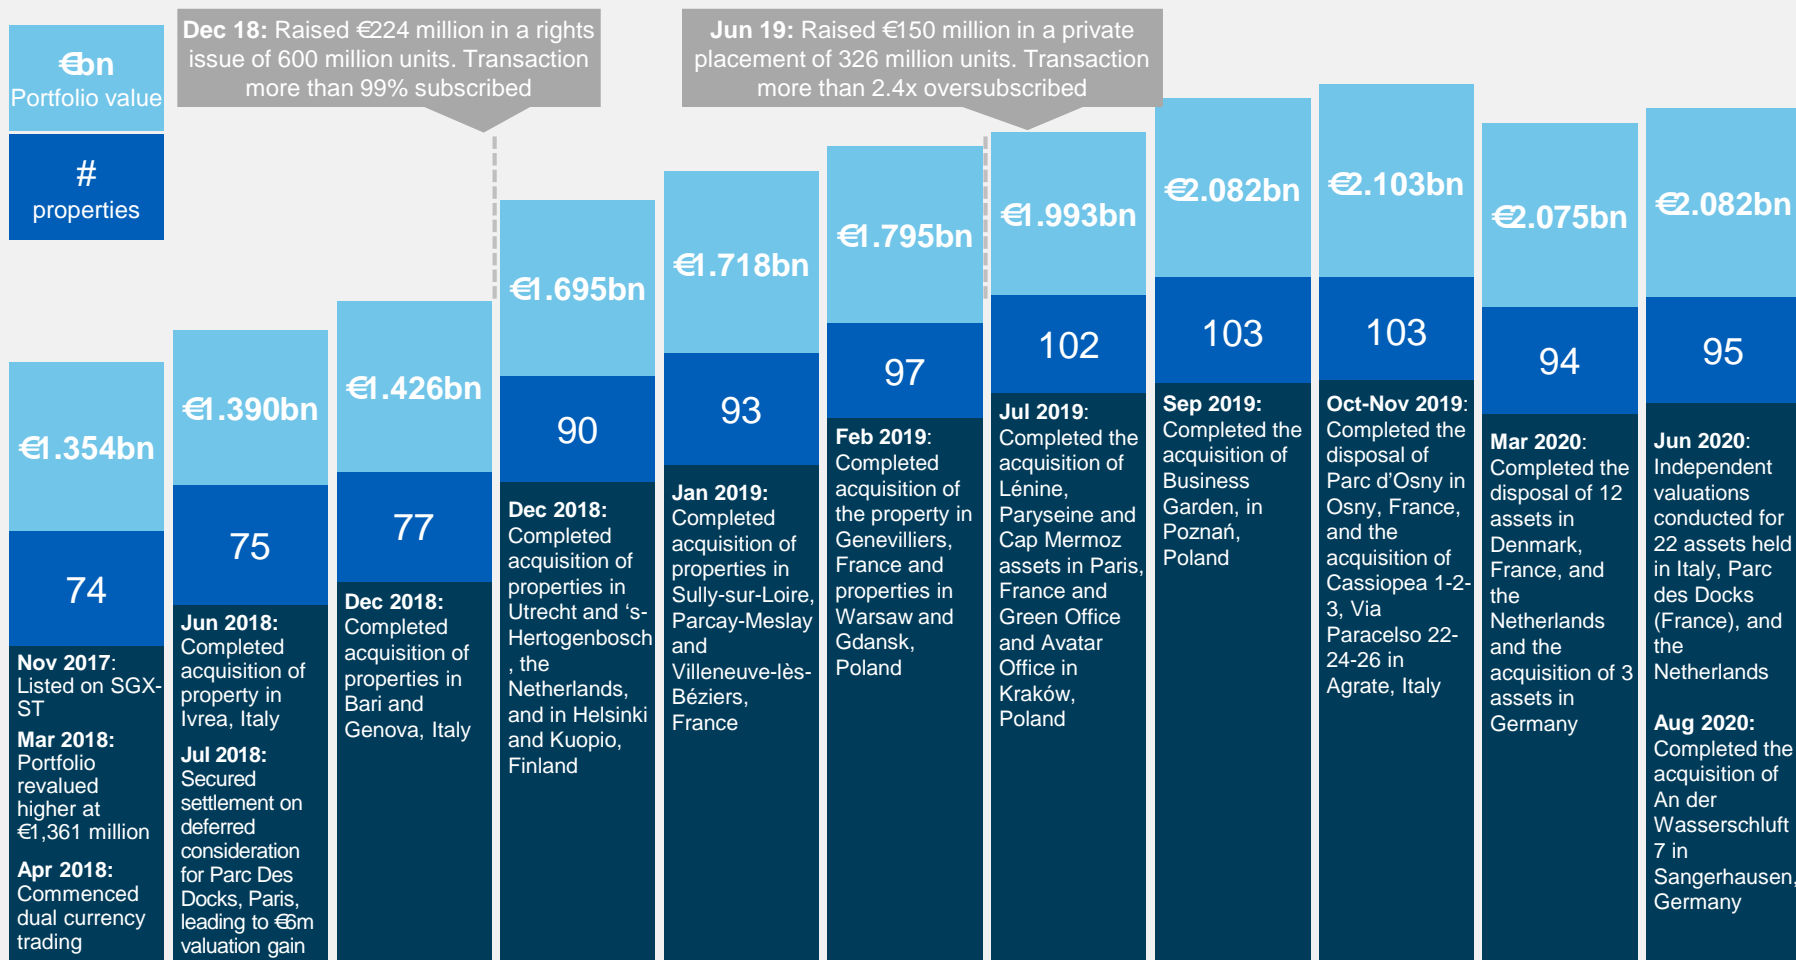 €bn
Portfolio value
#
properties
Dec 18: Raised €224 million in a rights
issue of 600 million units. Transaction
more than 99% subscribed
Jun 19: Raised €150 million in a private
placement of 326 million units. Transaction
more than 2.4x oversubscribed
€1.354bn
74
Nov 2017:
Listed on SGX-
ST
Mar 2018:
Portfolio
revalued
higher at
€1,361 million
Apr 2018:
Commenced
dual currency
trading
€1.390bn
75
Jun 2018:
Completed
acquisition of
property in
Ivrea, Italy
Jul 2018:
Secured
settlement on
deferred
consideration
for Parc Des
Docks, Paris,
leading to €6m
valuation gain
€1.426bn
77
Dec 2018:
Completed
acquisition of
properties in
Bari and
Genova, Italy
€1.695bn
90
Dec 2018:
Completed
acquisition of
properties in
Utrecht and ‘s-
Hertogenbosch
, the
Netherlands,
and in Helsinki
and Kuopio,
Finland
€1.718bn
93
Jan 2019:
Completed
acquisition of
properties in
Sully-sur-Loire,
Parcay-Meslay
and
Villeneuve-lès-
Béziers,
France
€1.795bn
97
Feb 2019:
Completed
acquisition of
the property in
Genevilliers,
France and
properties in
Warsaw and
Gdansk,
Poland
€1.993bn
102
Jul 2019:
Completed the
acquisition of
Lénine,
Paryseine and
Cap Mermoz
assets in Paris,
France and
Green Office
and Avatar
Office in
Kraków,
Poland
€2.082bn
103
Sep 2019:
Completed the
acquisition of
Business
Garden, in
Poznań,
Poland
€2.103bn
103
Oct-Nov 2019:
Completed the
disposal of
Parc d’Osny in
Osny, France,
and the
acquisition of
Cassiopea 1-2-
3, Via
Paracelso 22-
24-26 in
Agrate, Italy
€2.075bn
94
Mar 2020:
Completed the
disposal of 12
assets in
Denmark,
France, and
the
Netherlands
and the
acquisition of 3
assets in
Germany
€2.082bn
95
Jun 2020:
Independent
valuations
conducted for
22 assets held
in Italy, Parc
des Docks
(France), and
the
Netherlands
Aug 2020:
Completed the
acquisition of
An der
Wasserschluft
7 in
Sangerhausen,
Germany